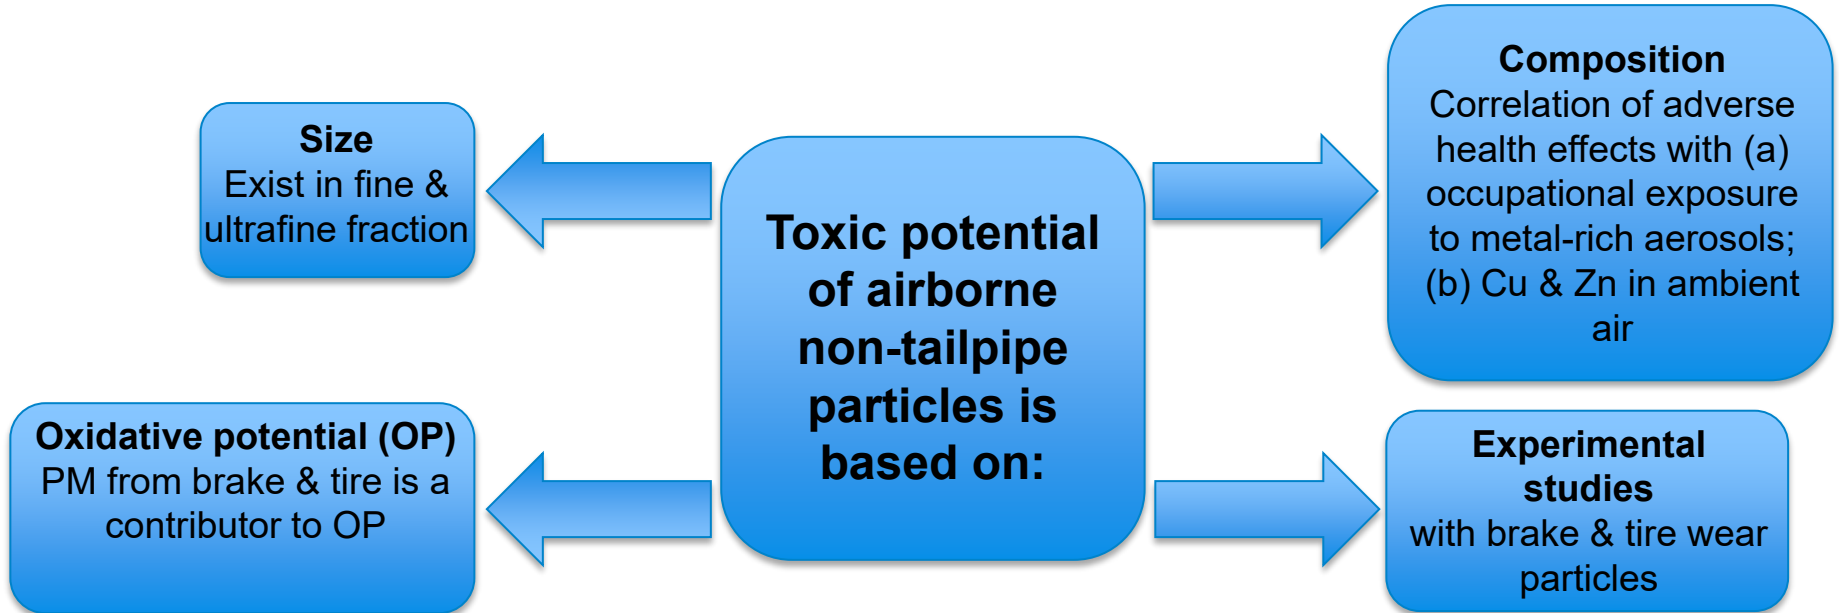 Size
Exist in fine &
ultrafine fraction
Oxidative potential (OP)
PM from brake & tire is a
contributor to OP
Toxic potential
of airborne
non-tailpipe
particles is
based on:
Composition
Correlation of adverse
health effects with (a)
occupational exposure
to metal-rich aerosols;
(b) Cu & Zn in ambient
air
Experimental
studies
with brake & tire wear
particles